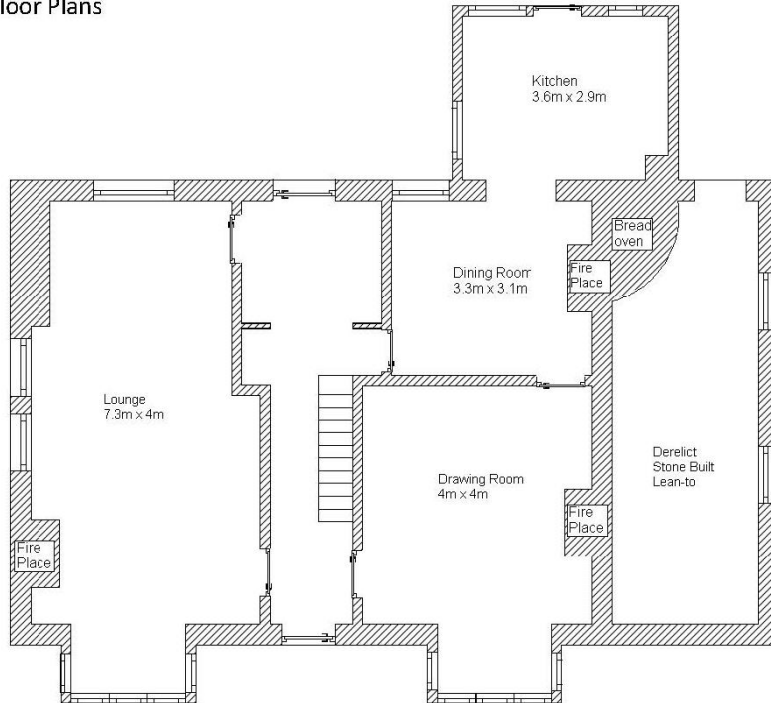 loor Plans
Kitchen
3.6m x 2.9m
Bread
oven
Dining Room
3.3m x 3.1m
Fire
Place
Lounge
7.3m x 4m
Drawing Room
4m x 4m
Derelict
Stone Built
Lean-to
Fire
Place
Fire
Place